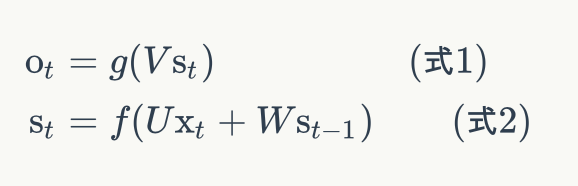 o_t = g(Vs_t) (式1)
s_t = f(Ux_t + Ws_{t−1}) (式2)